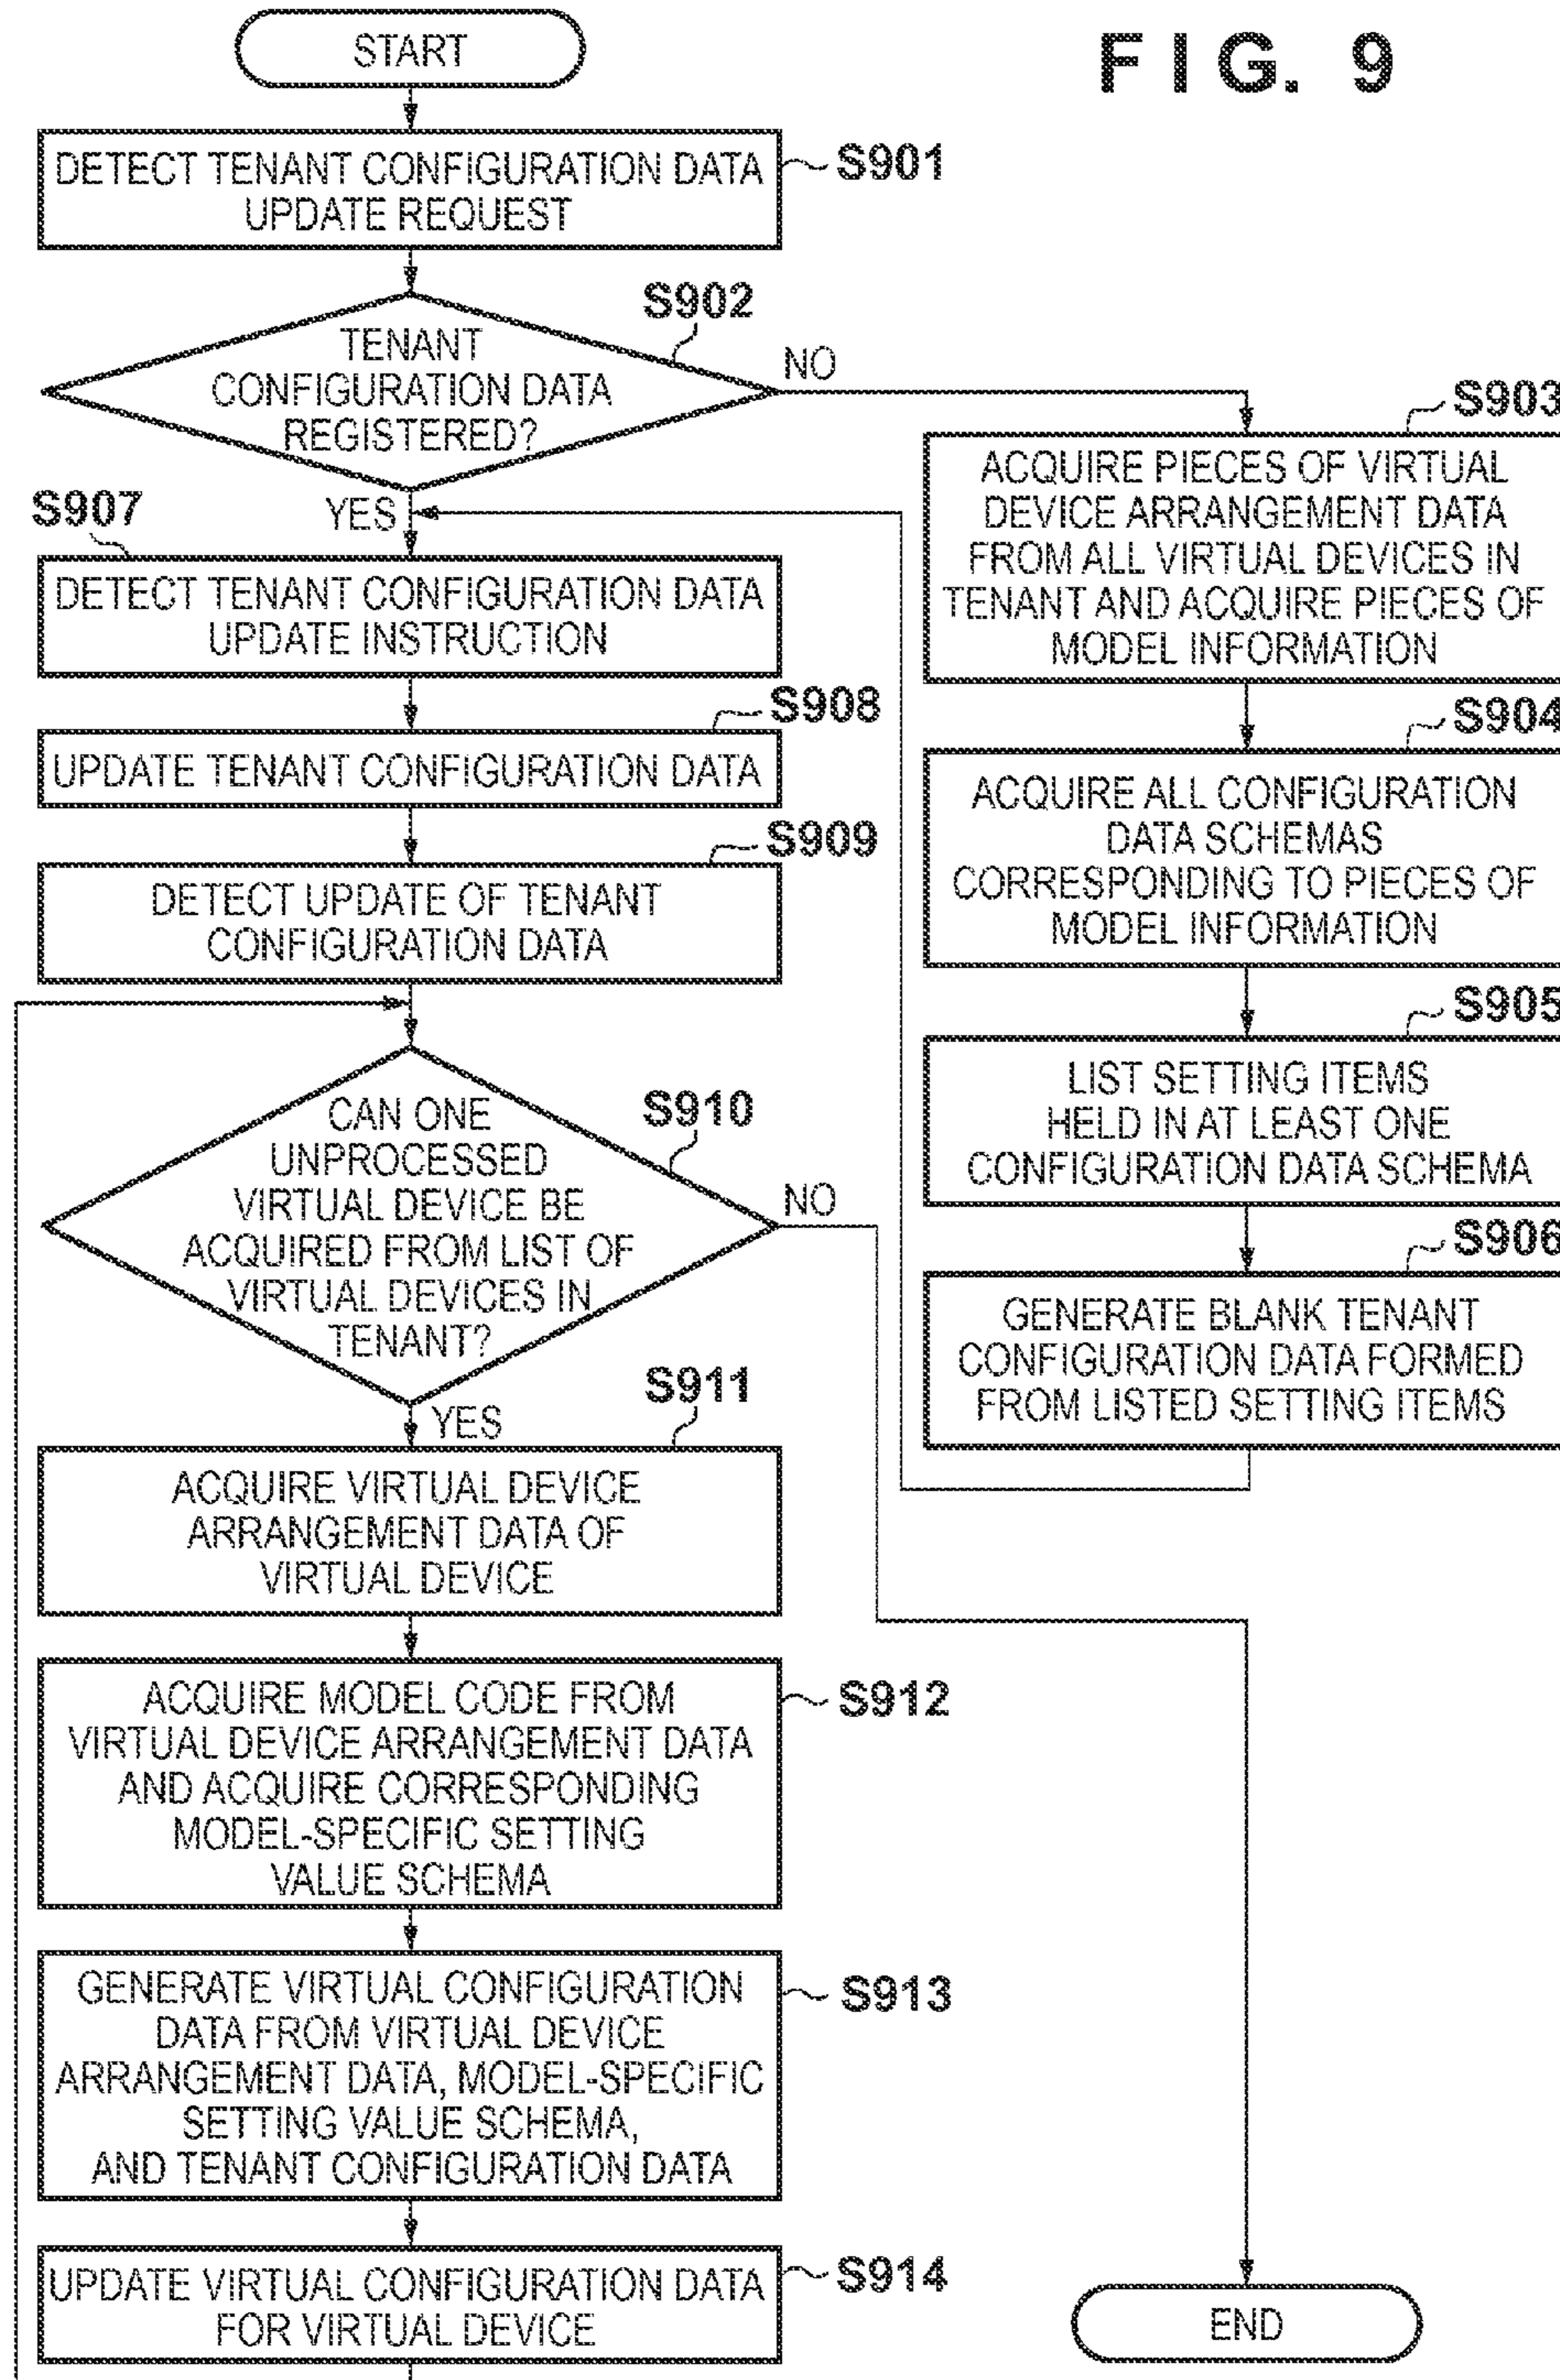 FIG. 9
START
DETECT TENANT CONFIGURATION DATA
UPDATE REQUEST
S901
S902
TENANT
CONFIGURATION DATA
REGISTERED?
NO
YES
S903
ACQUIRE PIECES OF VIRTUAL
DEVICE ARRANGEMENT DATA
FROM ALL VIRTUAL DEVICES IN
TENANT AND ACQUIRE PIECES OF
MODEL INFORMATION
S904
ACQUIRE ALL CONFIGURATION
DATA SCHEMAS
CORRESPONDING TO PIECES OF
MODEL INFORMATION
S905
LIST SETTING ITEMS
HELD IN AT LEAST ONE
CONFIGURATION DATA SCHEMA
S906
GENERATE BLANK TENANT
CONFIGURATION DATA FORMED
FROM LISTED SETTING ITEMS
S907
DETECT TENANT CONFIGURATION DATA
UPDATE INSTRUCTION
S908
UPDATE TENANT CONFIGURATION DATA
S909
DETECT UPDATE OF TENANT
CONFIGURATION DATA
S910
CAN ONE
UNPROCESSED
VIRTUAL DEVICE BE
ACQUIRED FROM LIST OF
VIRTUAL DEVICES IN
TENANT?
NO
YES
S911
ACQUIRE VIRTUAL DEVICE
ARRANGEMENT DATA OF
VIRTUAL DEVICE
S912
ACQUIRE MODEL CODE FROM
VIRTUAL DEVICE ARRANGEMENT DATA
AND ACQUIRE CORRESPONDING
MODEL-SPECIFIC SETTING
VALUE SCHEMA
S913
GENERATE VIRTUAL CONFIGURATION
DATA FROM VIRTUAL DEVICE
ARRANGEMENT DATA, MODEL-SPECIFIC
SETTING VALUE SCHEMA,
AND TENANT CONFIGURATION DATA
S914
UPDATE VIRTUAL CONFIGURATION DATA
FOR VIRTUAL DEVICE
END